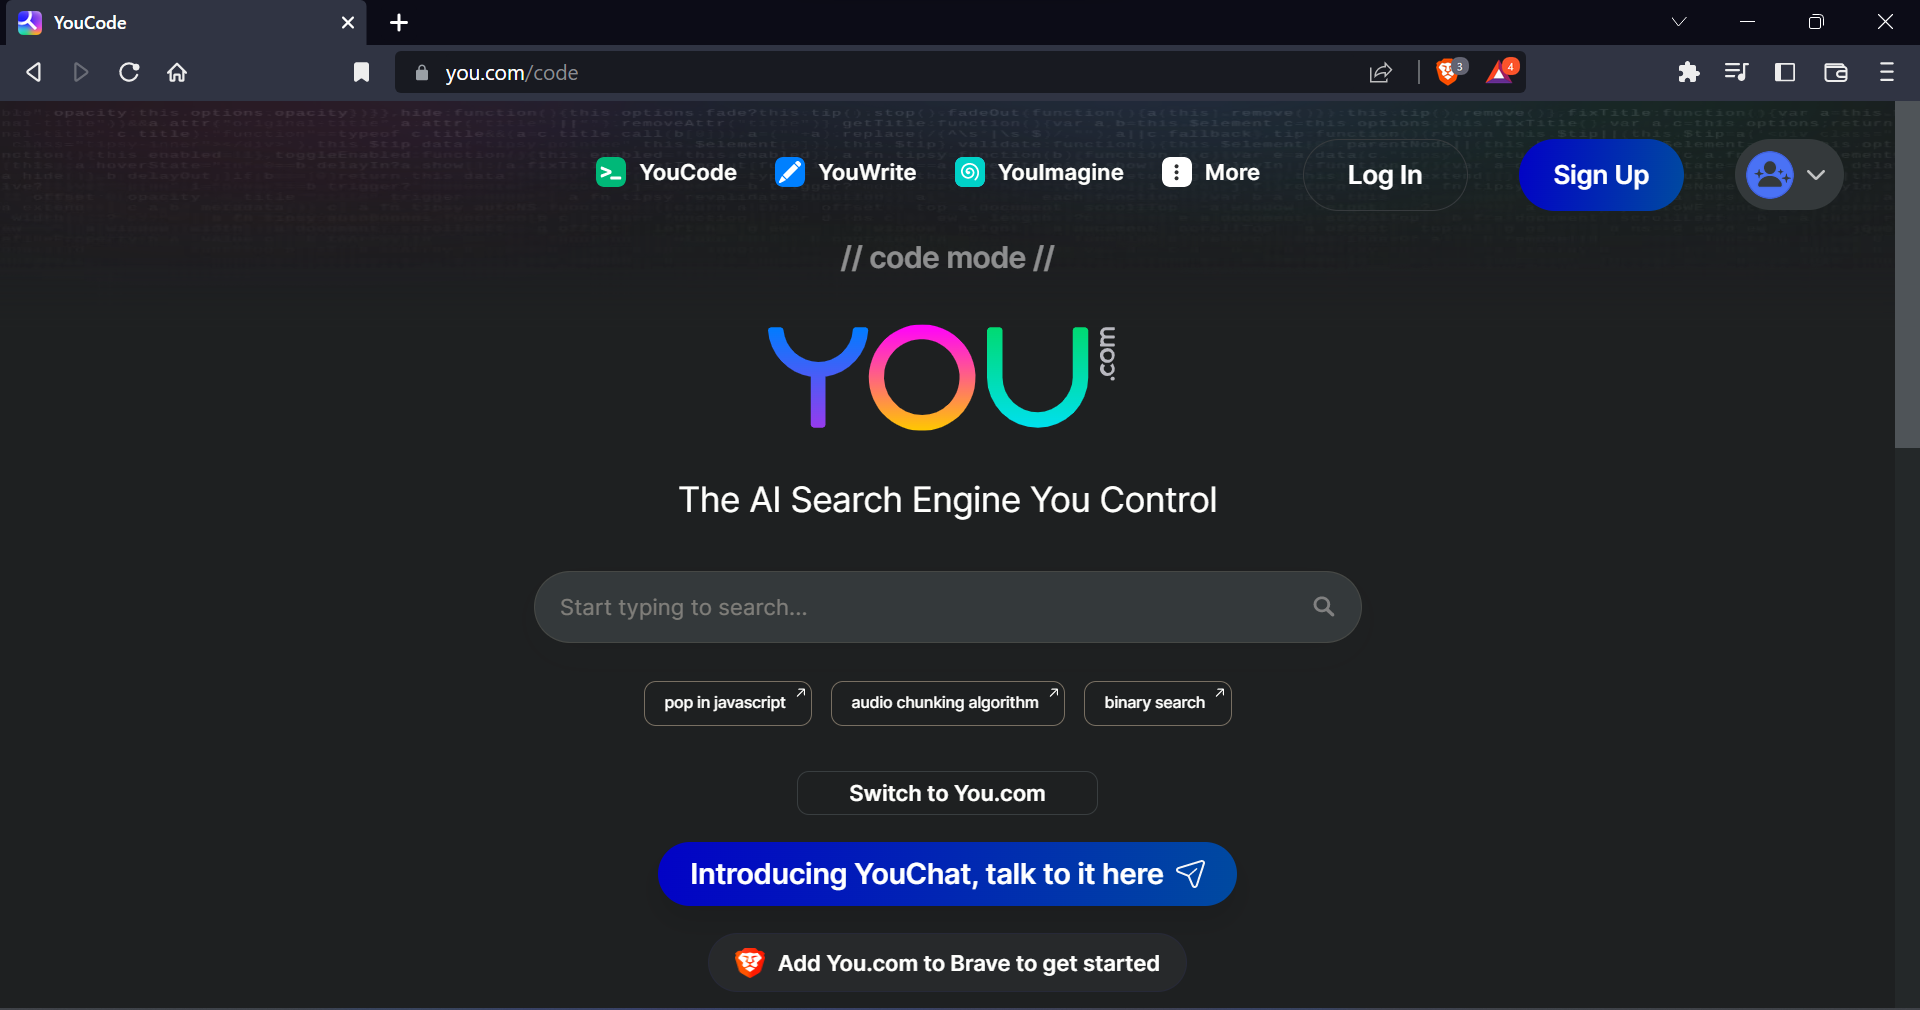 YouCode
you.com/code
3
4
YouCode
YouWrite
YouImagine
More
Log In
Sign Up
// code mode //
YOU.com
The AI Search Engine You Control
Start typing to search...
pop in javascript
audio chunking algorithm
binary search
Switch to You.com
Introducing YouChat, talk to it here
Add You.com to Brave to get started